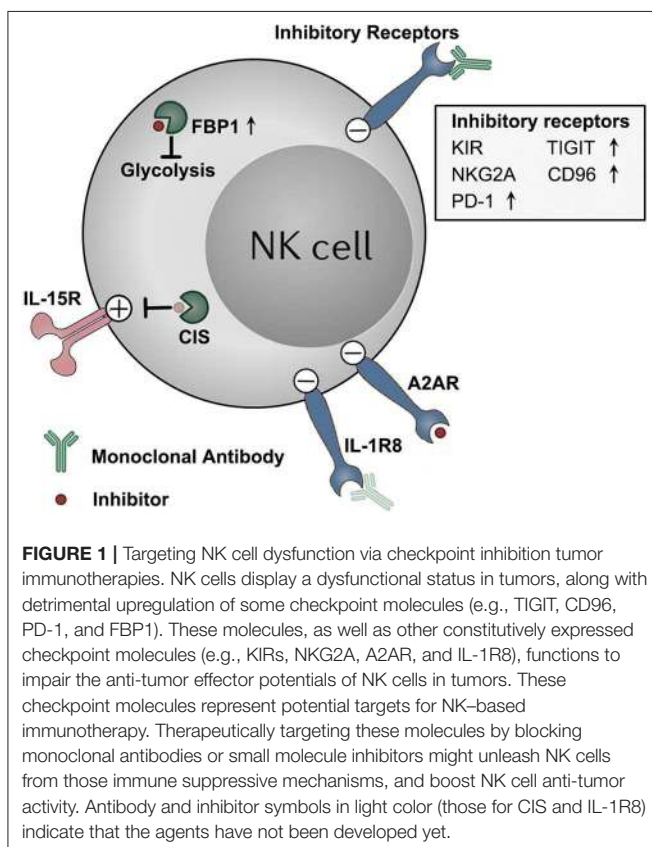 Inhibitory Receptors
FBP1 ↑
Glycolysis
Inhibitory receptors
KIR TIGIT ↑
NKG2A CD96 ↑
PD-1 ↑
NK cell
IL-15R
+
CIS
A2AR
IL-1R8
Monoclonal Antibody
Inhibitor
FIGURE 1 | Targeting NK cell dysfunction via checkpoint inhibition tumor
immunotherapies. NK cells display a dysfunctional status in tumors, along with
detrimental upregulation of some checkpoint molecules (e.g., TIGIT, CD96,
PD-1, and FBP1). These molecules, as well as other constitutively expressed
checkpoint molecules (e.g., KIRs, NKG2A, A2AR, and IL-1R8), functions to
impair the anti-tumor effector potentials of NK cells in tumors. These
checkpoint molecules represent potential targets for NK–based
immunotherapy. Therapeutically targeting these molecules by blocking
monoclonal antibodies or small molecule inhibitors might unleash NK cells
from those immune suppressive mechanisms, and boost NK cell anti-tumor
activity. Antibody and inhibitor symbols in light color (those for CIS and IL-1R8)
indicate that the agents have not been developed yet.